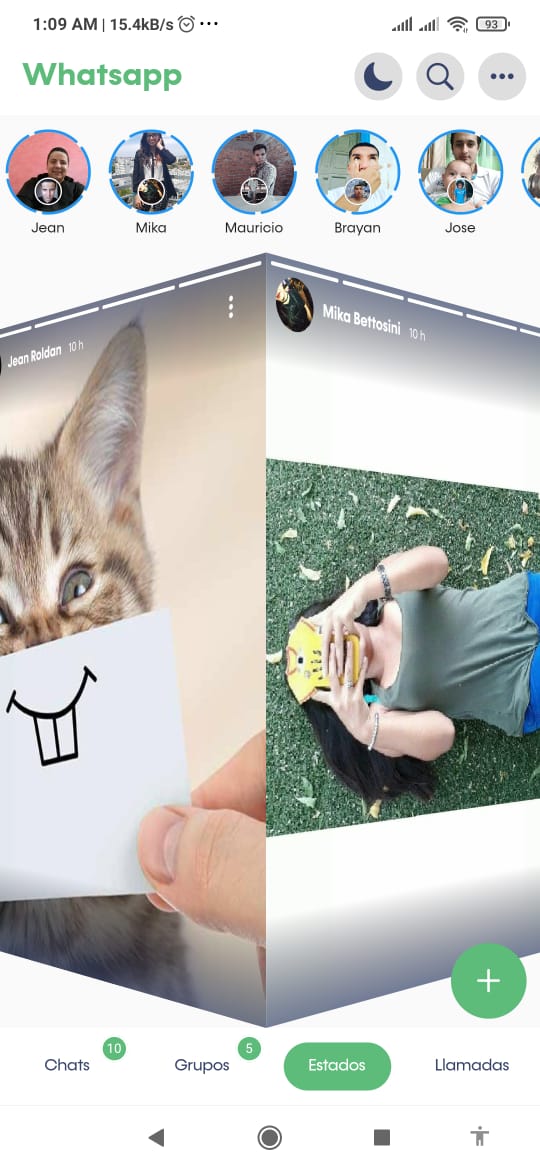 1:09 AM | 15.4kB/s
93
Whatsapp
Jean
Mika
Mauricio
Brayan
Jose
Jean Roldan 10 h
Mika Bettosini 10 h
Chats 10
Grupos 5
Estados
Llamadas